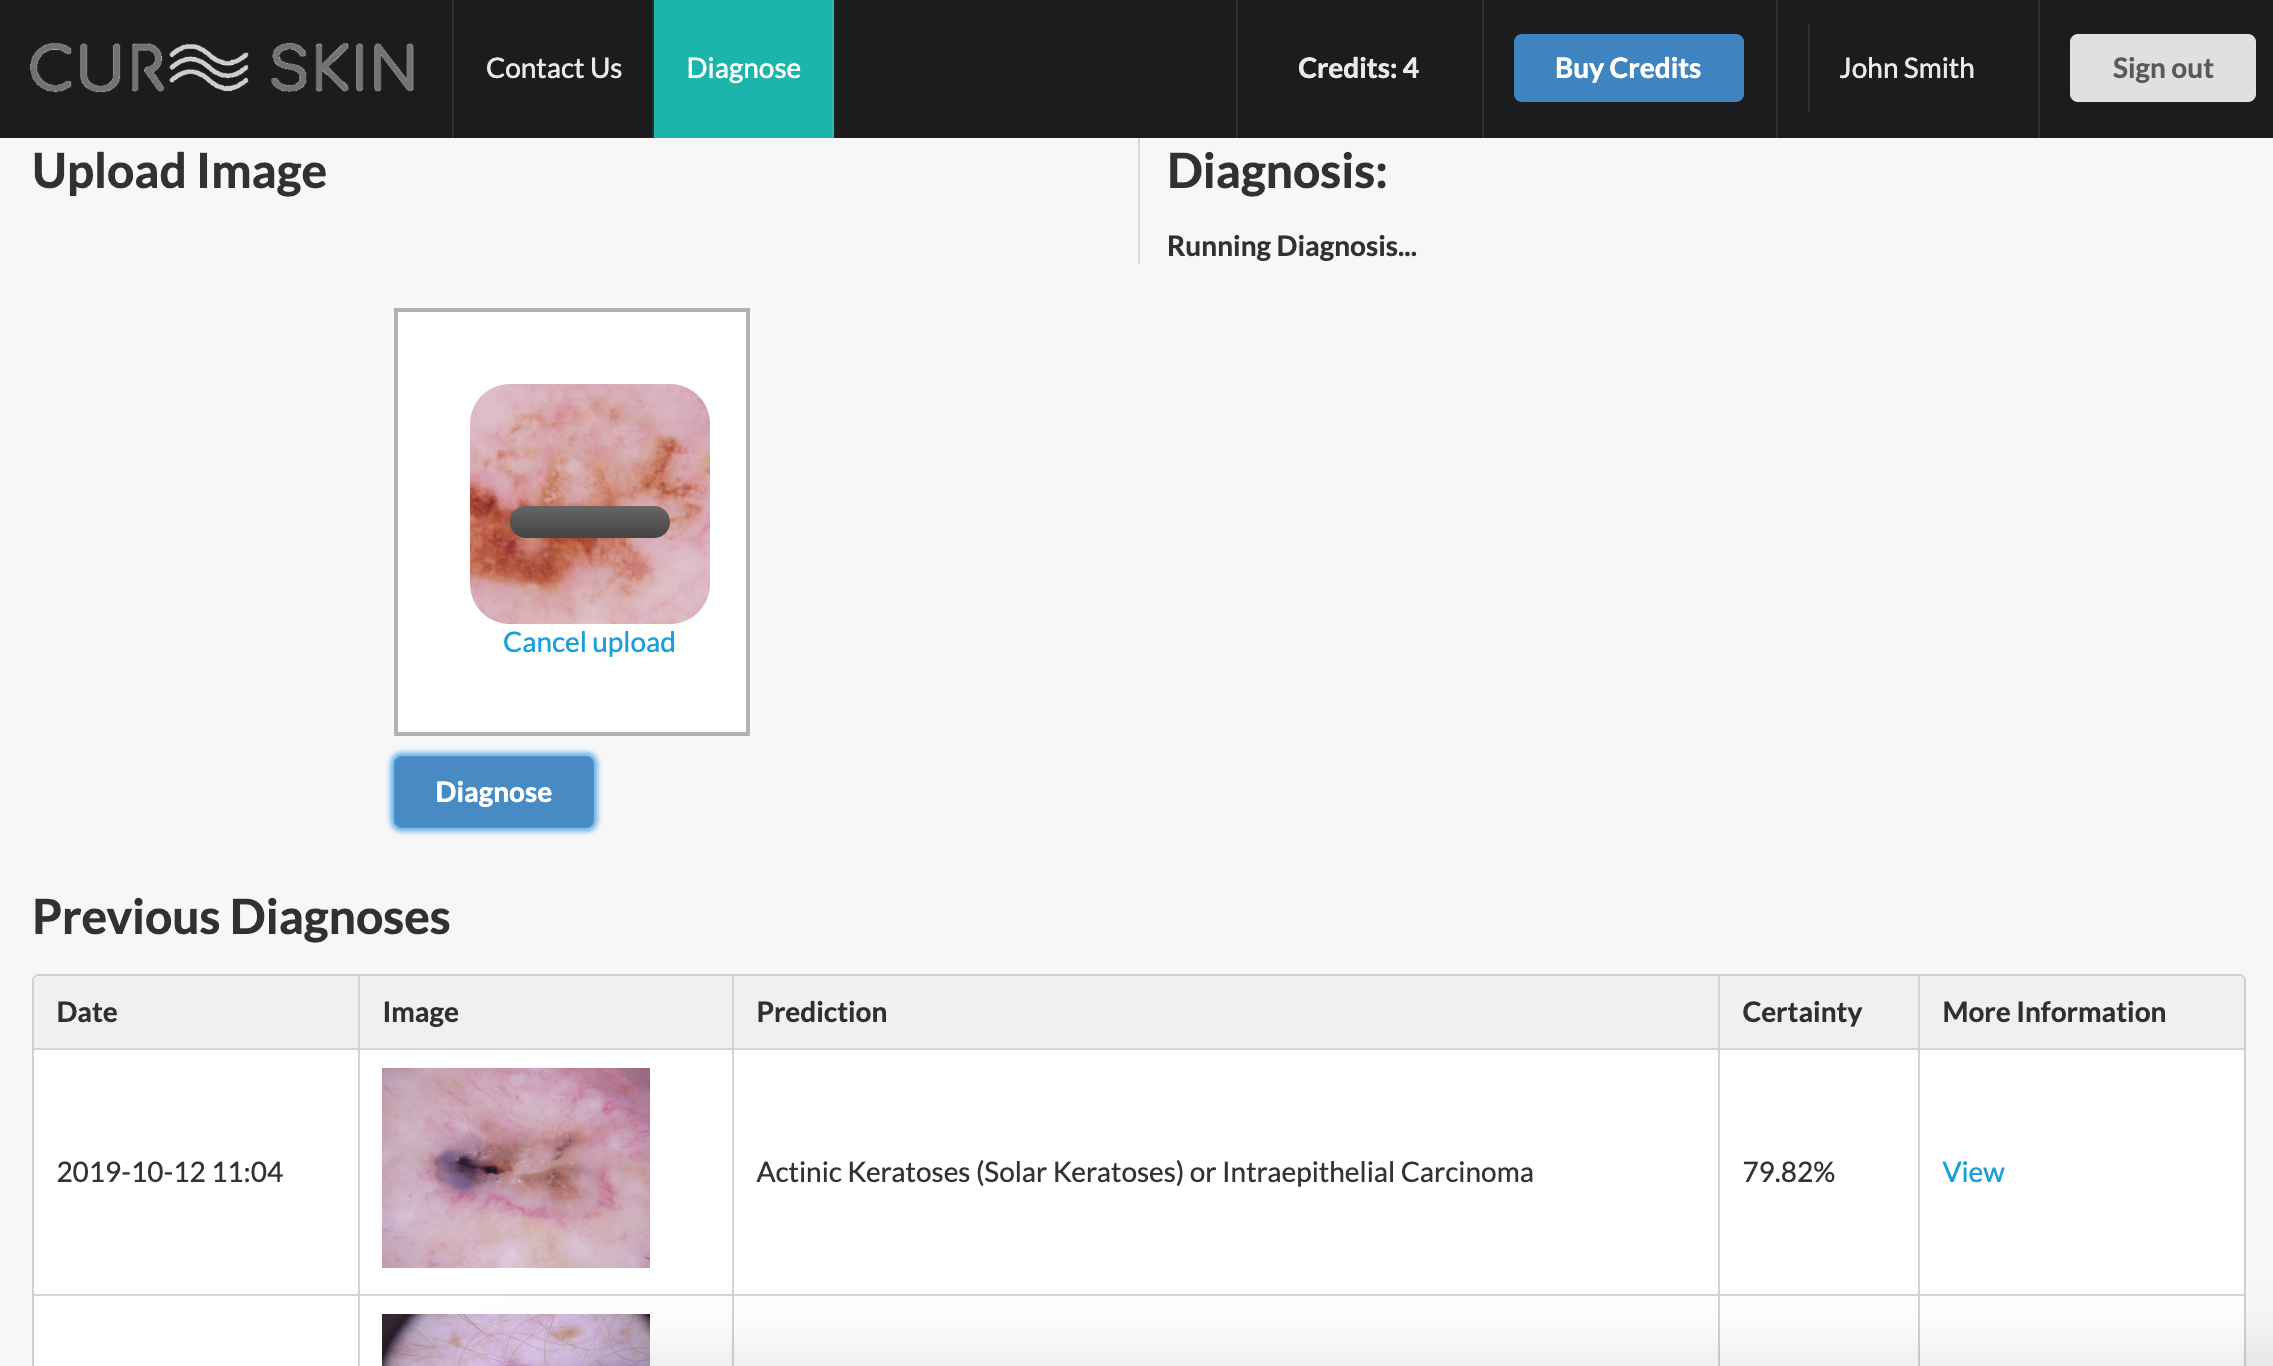 CUR SKIN
Contact Us
Diagnose
Credits: 4
Buy Credits
John Smith
Sign out
Upload Image
Cancel upload
Diagnose
Diagnosis:
Running Diagnosis...
Previous Diagnoses
Date Image Prediction Certainty More Information
2019-10-12 11:04 Actinic Keratoses (Solar Keratoses) or Intraepithelial Carcinoma 79.82% View